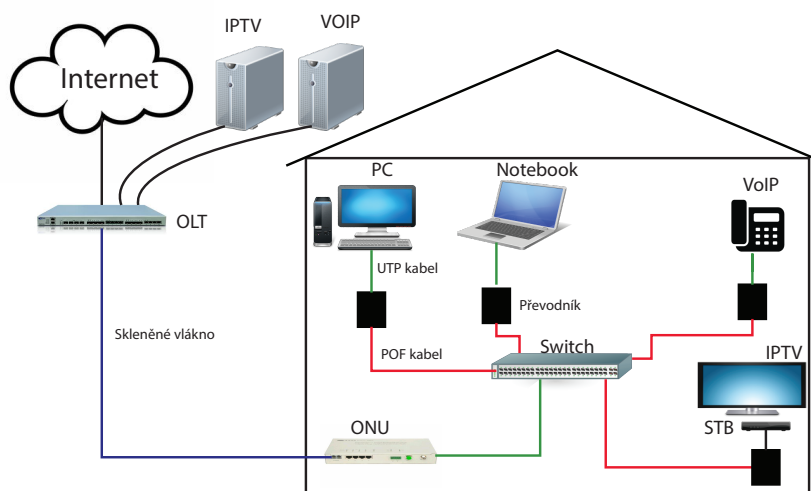 IPTV
VOIP
Internet
OLT
PC
Notebook
VoIP
UTP kabel
Převodník
Skleněné vlákno
POF kabel
Switch
IPTV
ONU
STB